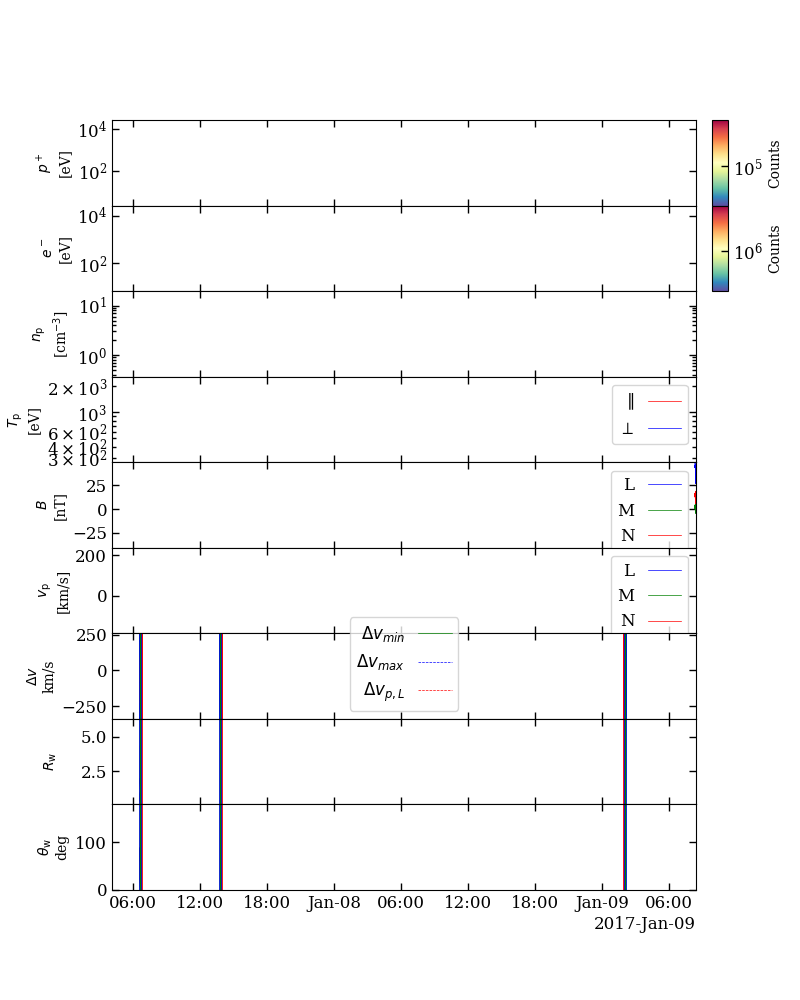 10^4
10^2
p^+
[eV]
10^5
Counts
10^4
10^2
e^−
[eV]
10^6
Counts
10^1
10^0
n_p
[cm^−3]
2 × 10^3
10^3
6 × 10^2
4 × 10^2
3 × 10^2
T_p
[eV]
∥
⊥
25
0
−25
B
[nT]
L
M
N
200
0
v_p
[km/s]
L
M
N
250
0
−250
Δv
km/s
Δv_min
Δv_max
Δv_p,L
5.0
2.5
R_w
100
0
θ_w
deg
06:00 12:00 18:00 Jan-08 06:00 12:00 18:00 Jan-09 06:00
2017-Jan-09